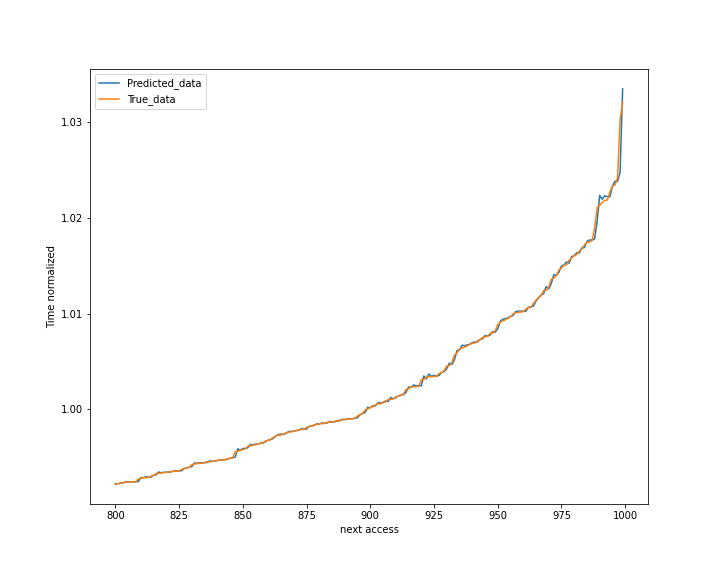 Predicted_data
True_data
1.03
1.02
1.01
1.00
Time normalized
800 825 850 875 900 925 950 975 1000
next access